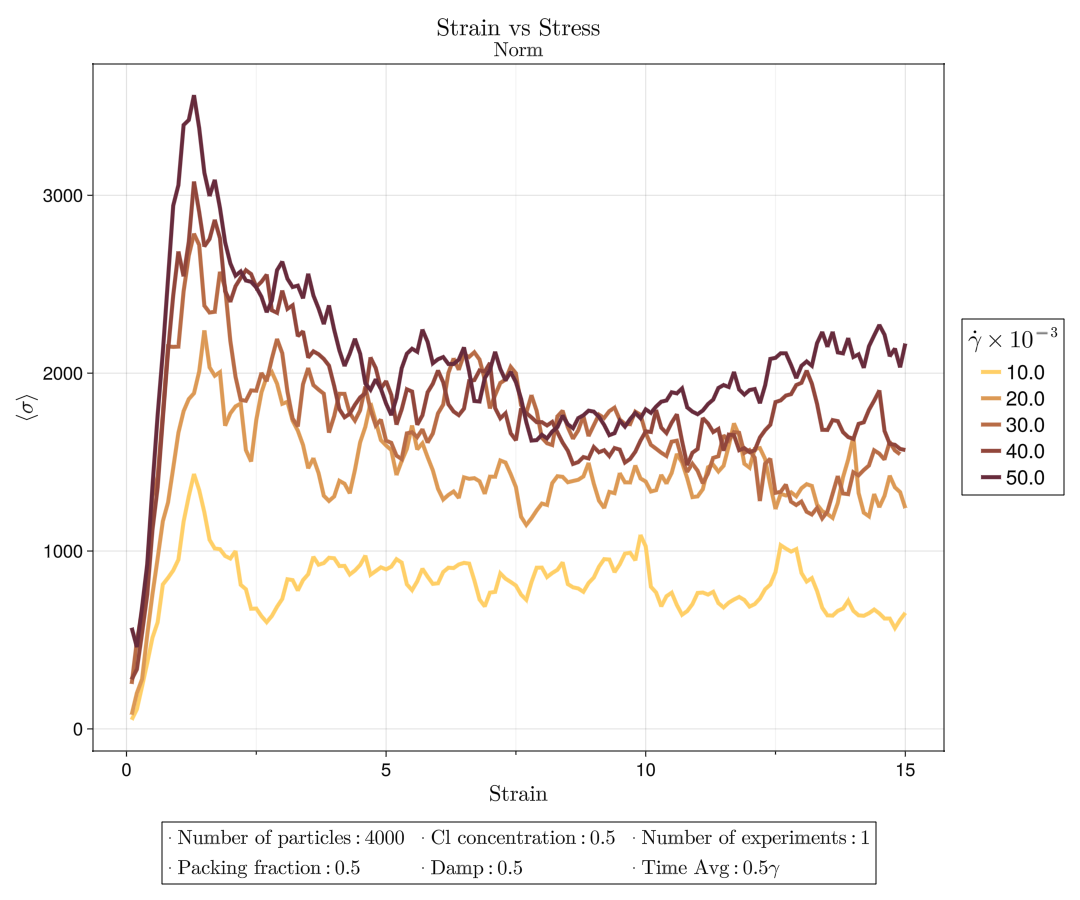 Strain vs Stress
Norm
⟨σ⟩
3000
2000
1000
0
0 5 10 15
Strain
γ̇ × 10⁻³
10.0
20.0
30.0
40.0
50.0
· Number of particles : 4000 · Cl concentration : 0.5 · Number of experiments : 1
· Packing fraction : 0.5 · Damp : 0.5 · Time Avg : 0.5γ